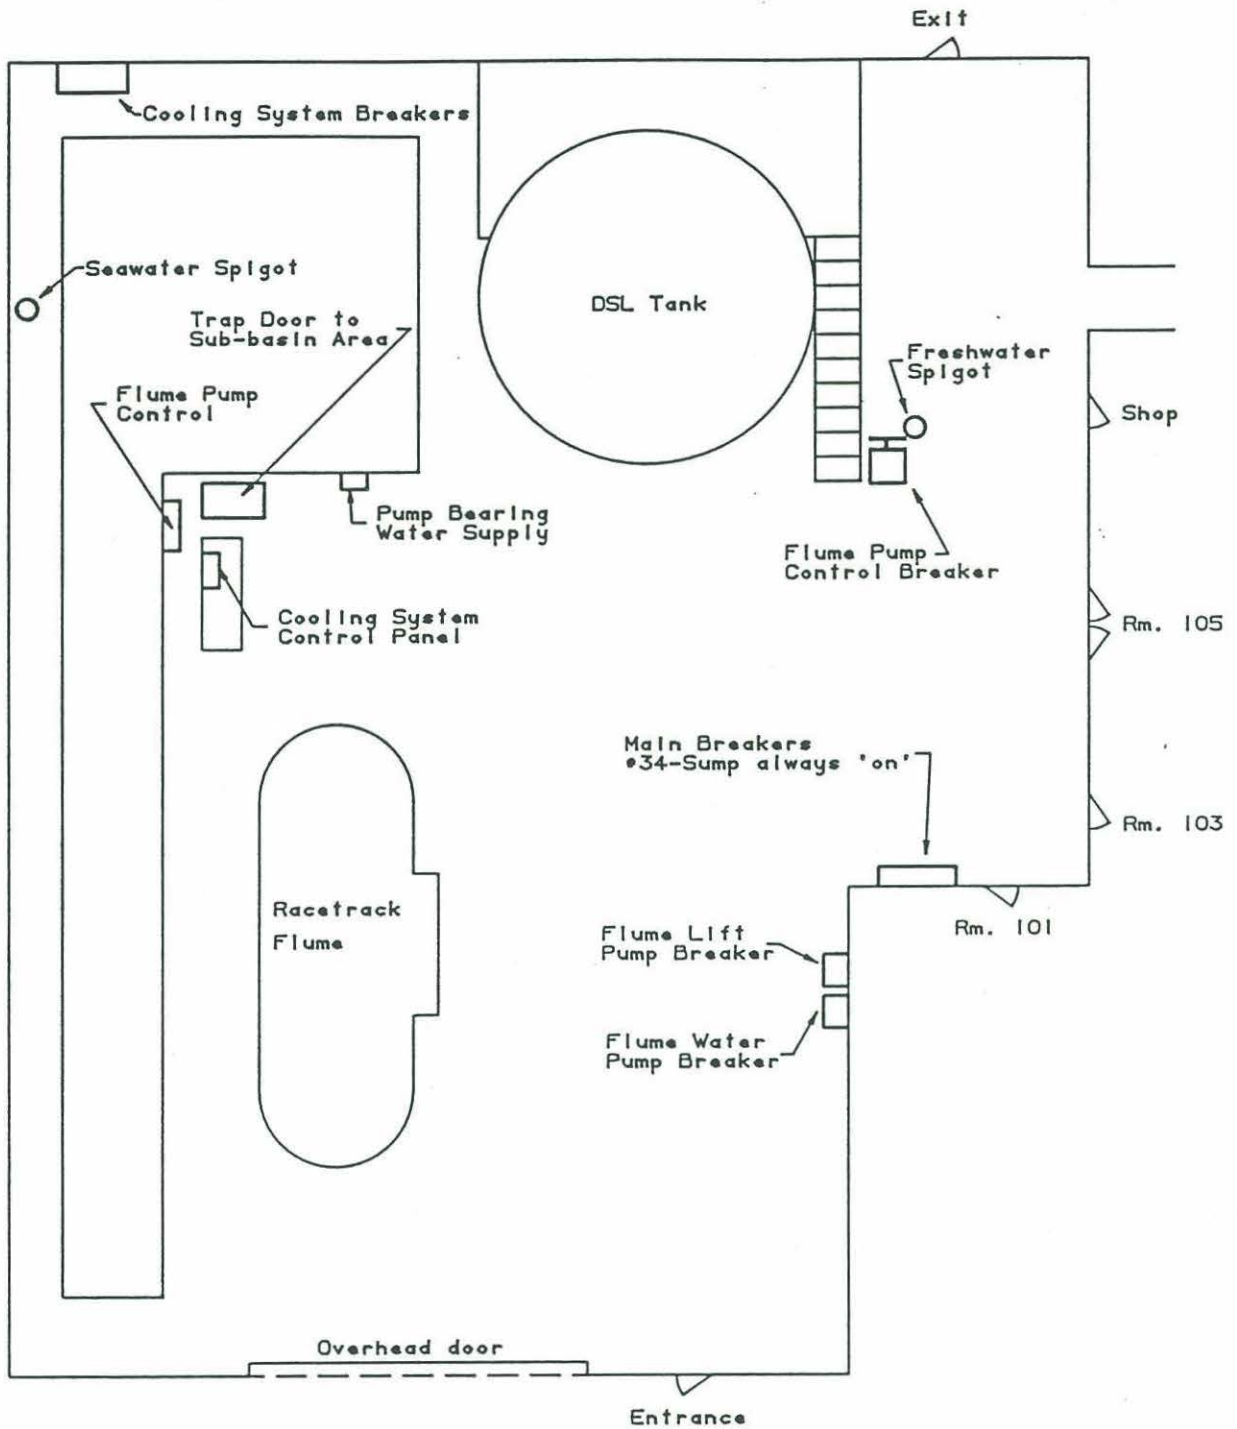 Exit
Cooling System Breakers
Seawater Spigot
Trap Door to
Sub-basin Area
DSL Tank
Freshwater
Spigot
Flume Pump
Control
Shop
Pump Bearing
Water Supply
Flume Pump
Control Breaker
Cooling System
Control Panel
Rm. 105
Main Breakers
#34-Sump always 'on'
Rm. 103
Racetrack
Flume
Rm. 101
Flume Lift
Pump Breaker
Flume Water
Pump Breaker
Overhead door
Entrance